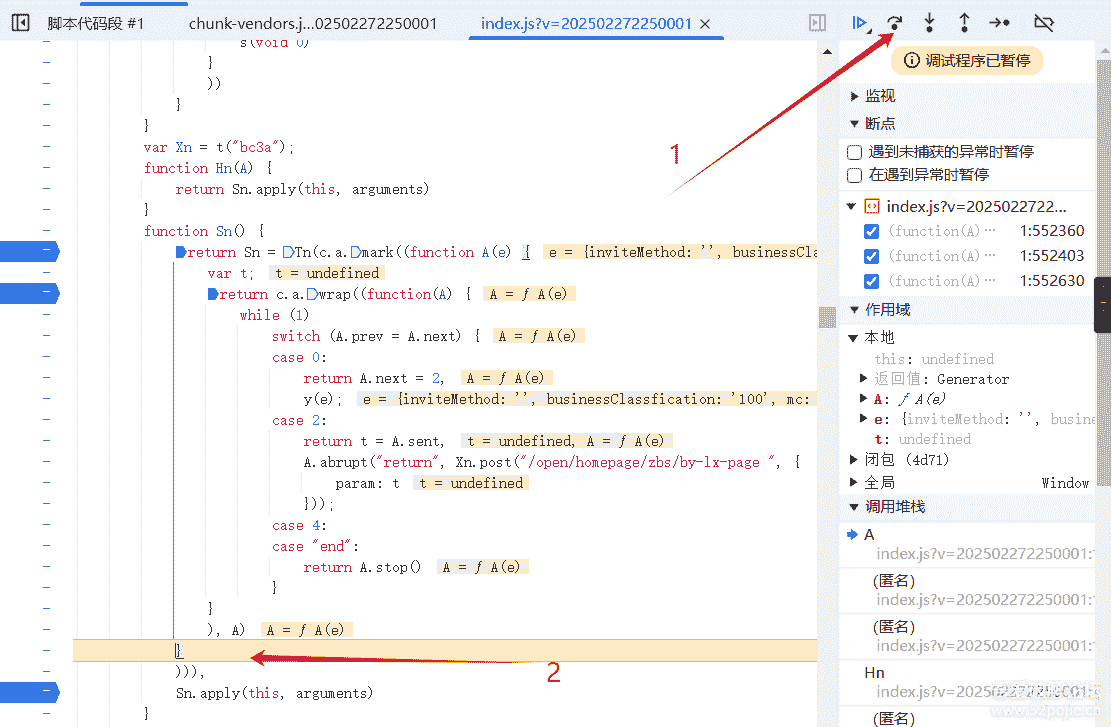 脚本代码段 #1
chunk-vendors.j...02502272250001
index.js?v=202502272250001 ×
s(void 0)
}
))
}
}
var Xn = t("bc3a");
function Hn(A) {
return Sn.apply(this, arguments)
}
function Sn() {
return Sn = Tn(c.a.mark((function A(e) { e = {inviteMethod: '', businessCla
var t; t = undefined
return c.a.wrap((function(A) { A = ƒ A(e)
while (1)
switch (A.prev = A.next) { A = ƒ A(e)
case 0:
return A.next = 2, A = ƒ A(e)
y(e); e = {inviteMethod: '', businessClassfication: '100', mc:
case 2:
return t = A.sent, t = undefined, A = ƒ A(e)
A.abrupt("return", Xn.post("/open/homepage/zbs/by-lx-page ", {
param: t t = undefined
}));
case 4:
case "end":
return A.stop() A = ƒ A(e)
}
}
), A) A = ƒ A(e)
}
))),
Sn.apply(this, arguments)
}
1
2
调试程序已暂停
监视
断点
遇到未捕获的异常时暂停
在遇到异常时暂停
index.js?v=2025022722...
(function(A) ··· 1:552360
(function(A) ··· 1:552403
(function(A) ··· 1:552630
作用域
本地
this: undefined
返回值: Generator
A: ƒ A(e)
e: {inviteMethod: '', busine
t: undefined
闭包 (4d71)
全局 Window
调用堆栈
A
index.js?v=202502272250001:
(匿名)
index.js?v=202502272250001:
(匿名)
index.js?v=202502272250001:
Hn
index.js?v=202502272250001:
(匿名)
www.52pojie.cn